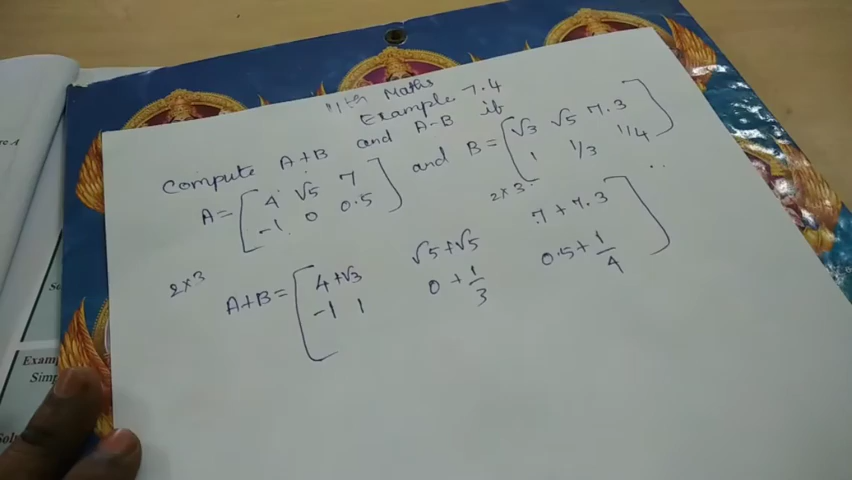 11th Maths
Example 7.4
Compute A+B and A-B if
A = [ 4 √5 7 ] and B = [ √3 √5 7.3 ]
[ -1 0 0.5 ] [ 1 1/3 1/4 ]
2×3 2×3
A+B = [ 4+√3 √5+√5 7+7.3 ]
[ -1 1 0+1/3 0.5+1/4 ]
Exam
Sim